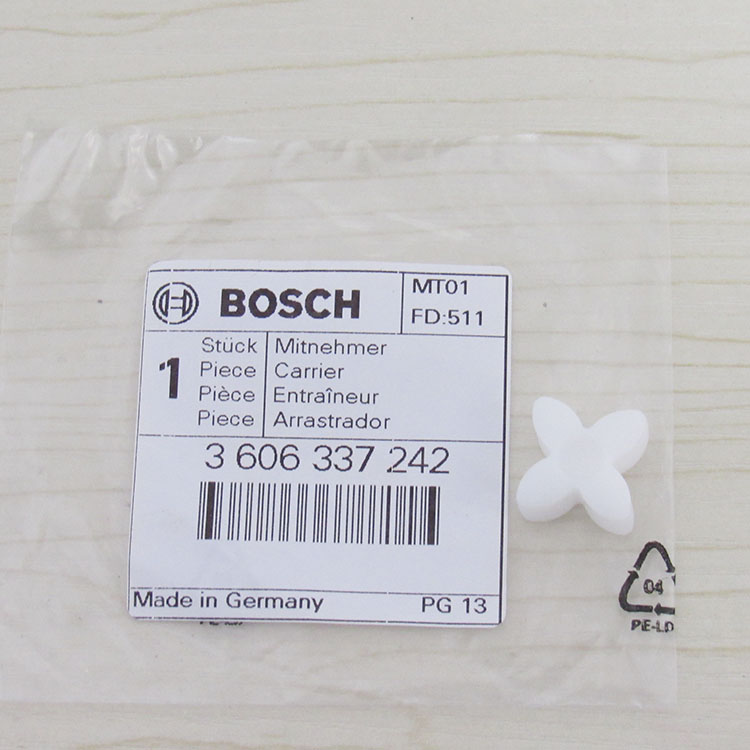 BOSCH
MT01
FD:511
1
Stück Mitnehmer
Piece Carrier
Pièce Entraîneur
Piece Arrastrador
3 606 337 242
Made in Germany PG 13
04
PE-LD